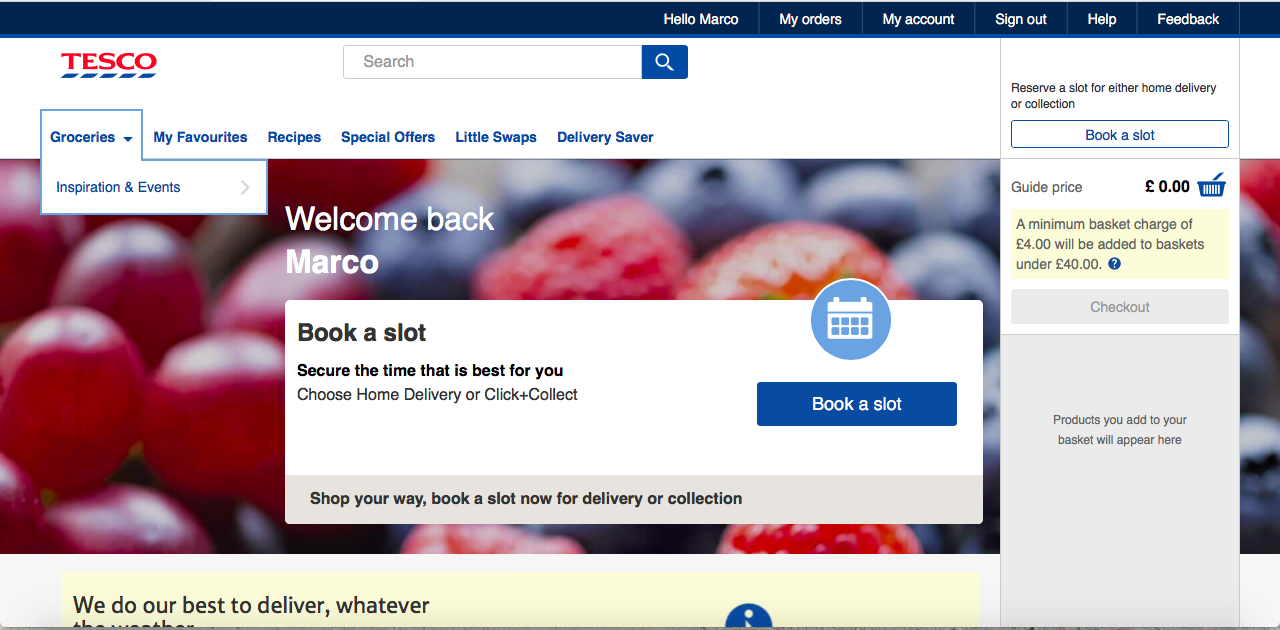 Hello Marco
My orders
My account
Sign out
Help
Feedback
TESCO
Search
Reserve a slot for either home delivery
or collection
Book a slot
Groceries
My Favourites
Recipes
Special Offers
Little Swaps
Delivery Saver
Inspiration & Events
Guide price
£ 0.00
A minimum basket charge of
£4.00 will be added to baskets
under £40.00. ?
Checkout
Products you add to your
basket will appear here
Welcome back
Marco
Book a slot
Secure the time that is best for you
Choose Home Delivery or Click+Collect
Book a slot
Shop your way, book a slot now for delivery or collection
We do our best to deliver, whatever
the weather